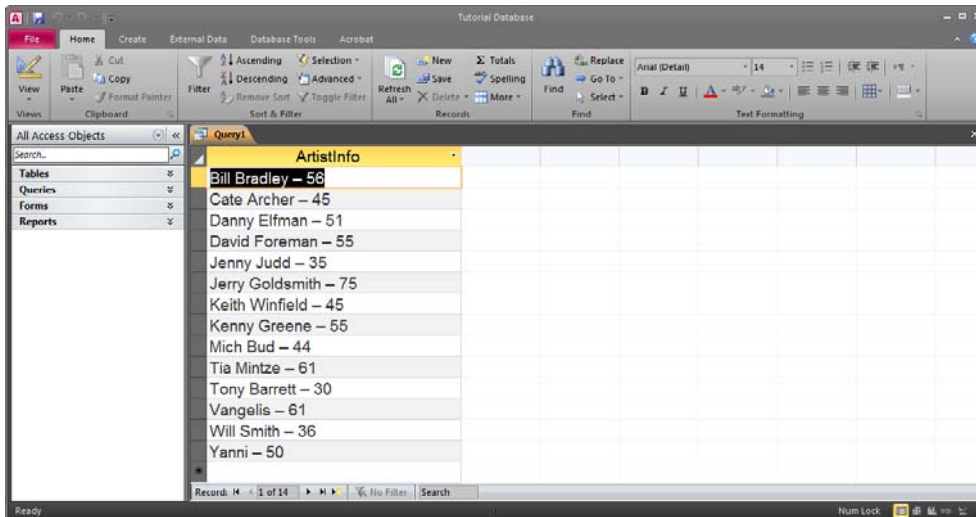 Tutorial Database
File Home Create External Data Database Tools Acrobat
View
Views
Paste
Cut
Copy
Format Painter
Clipboard
Filter
Ascending
Descending
Remove Sort
Selection
Advanced
Toggle Filter
Sort & Filter
Refresh All
New
Save
Delete
Totals
Spelling
More
Records
Find
Replace
Go To
Select
Find
Arial (Detail) 14
B I U A
Text Formatting
All Access Objects
Search...
Tables
Queries
Forms
Reports
Query1
ArtistInfo
Bill Bradley – 56
Cate Archer – 45
Danny Elfman – 51
David Foreman – 55
Jenny Judd – 35
Jerry Goldsmith – 75
Keith Winfield – 45
Kenny Greene – 55
Mich Bud – 44
Tia Mintze – 61
Tony Barrett – 30
Vangelis – 61
Will Smith – 36
Yanni – 50
Record: 1 of 14 No Filter Search
Ready Num Lock